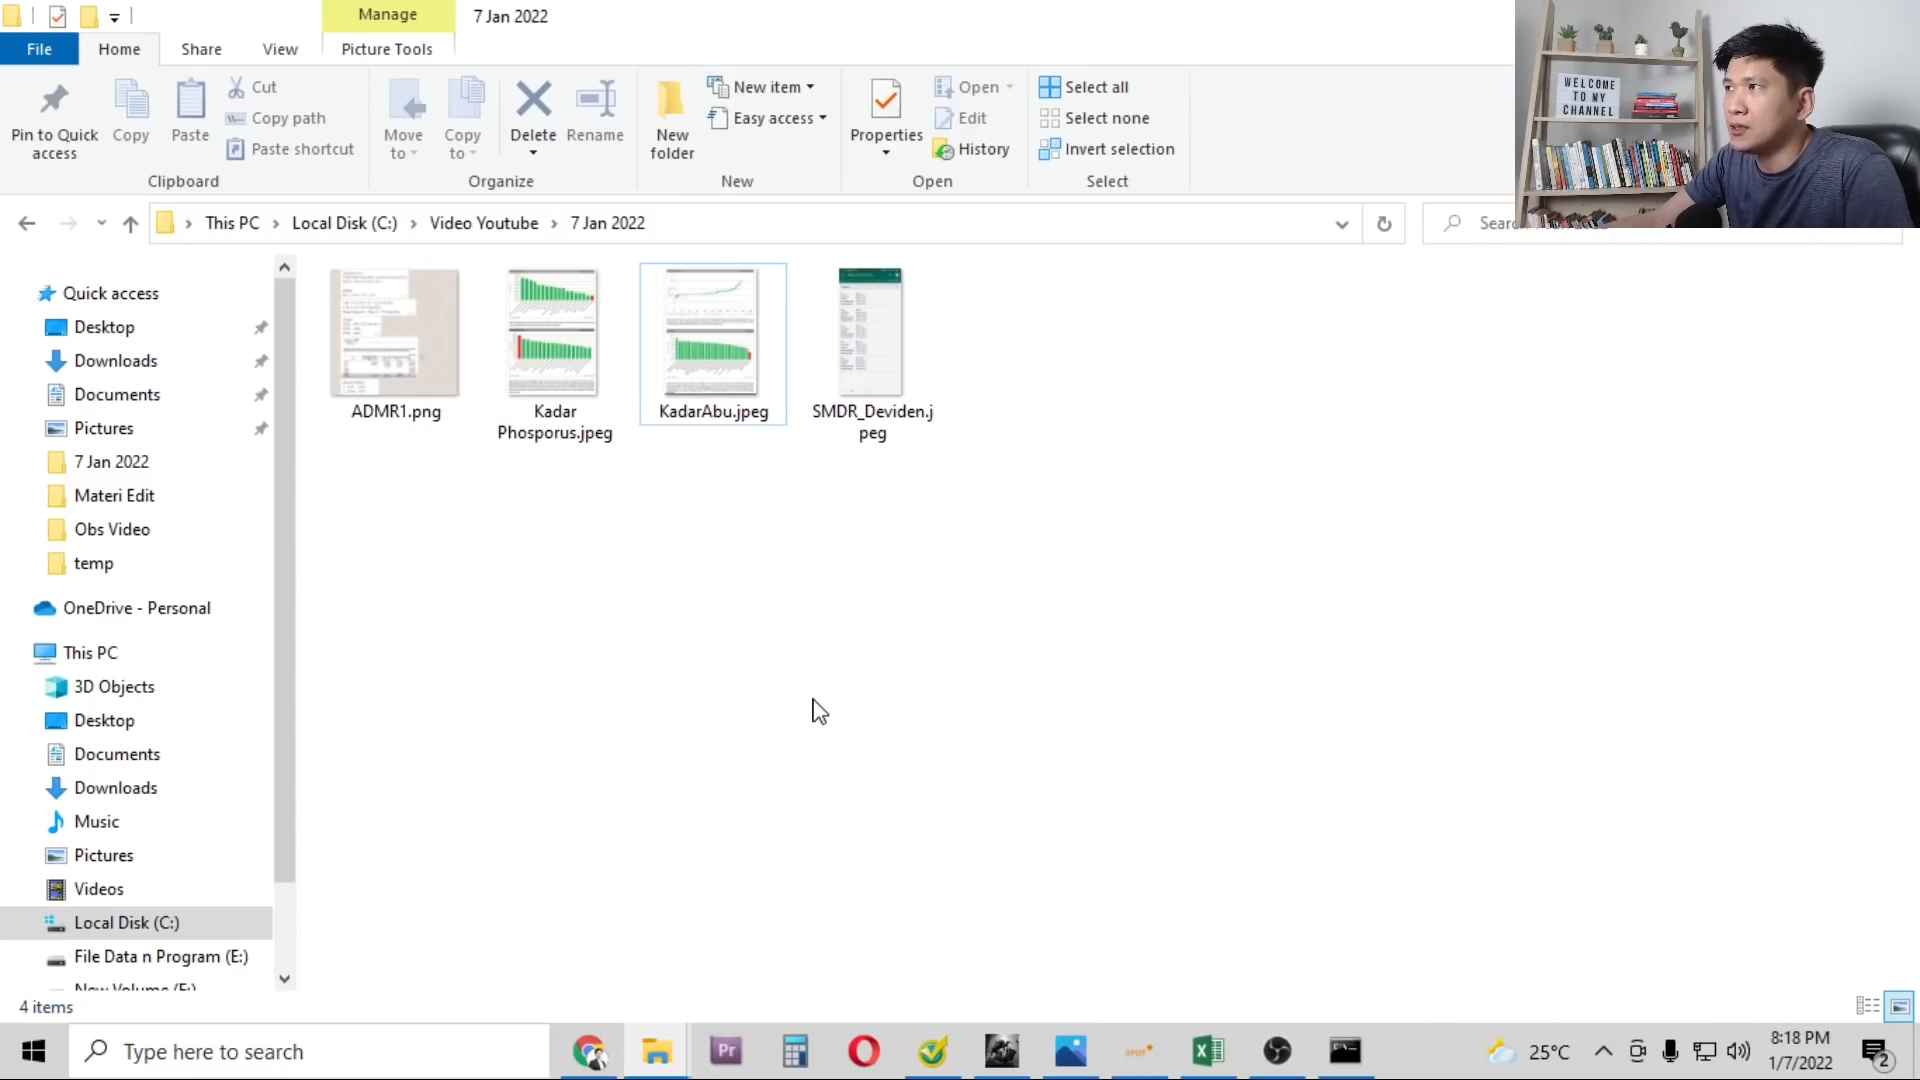 Manage
7 Jan 2022
File
Home
Share
View
Picture Tools
Pin to Quick access
Copy
Paste
Cut
Copy path
Paste shortcut
Clipboard
Move to
Copy to
Delete
Rename
Organize
New folder
New item
Easy access
New
Properties
Open
Edit
History
Open
Select all
Select none
Invert selection
Select
WELCOME
TO MY
CHANNEL
This PC
Local Disk (C:)
Video Youtube
7 Jan 2022
Quick access
Desktop
Downloads
Documents
Pictures
7 Jan 2022
Materi Edit
Obs Video
temp
OneDrive - Personal
This PC
3D Objects
Desktop
Documents
Downloads
Music
Pictures
Videos
Local Disk (C:)
File Data n Program (E:)
ADMR1.png
Kadar
Phosporus.jpeg
KadarAbu.jpeg
SMDR_Deviden.j
peg
4 items
Type here to search
Pr
25°C
8:18 PM
1/7/2022
2